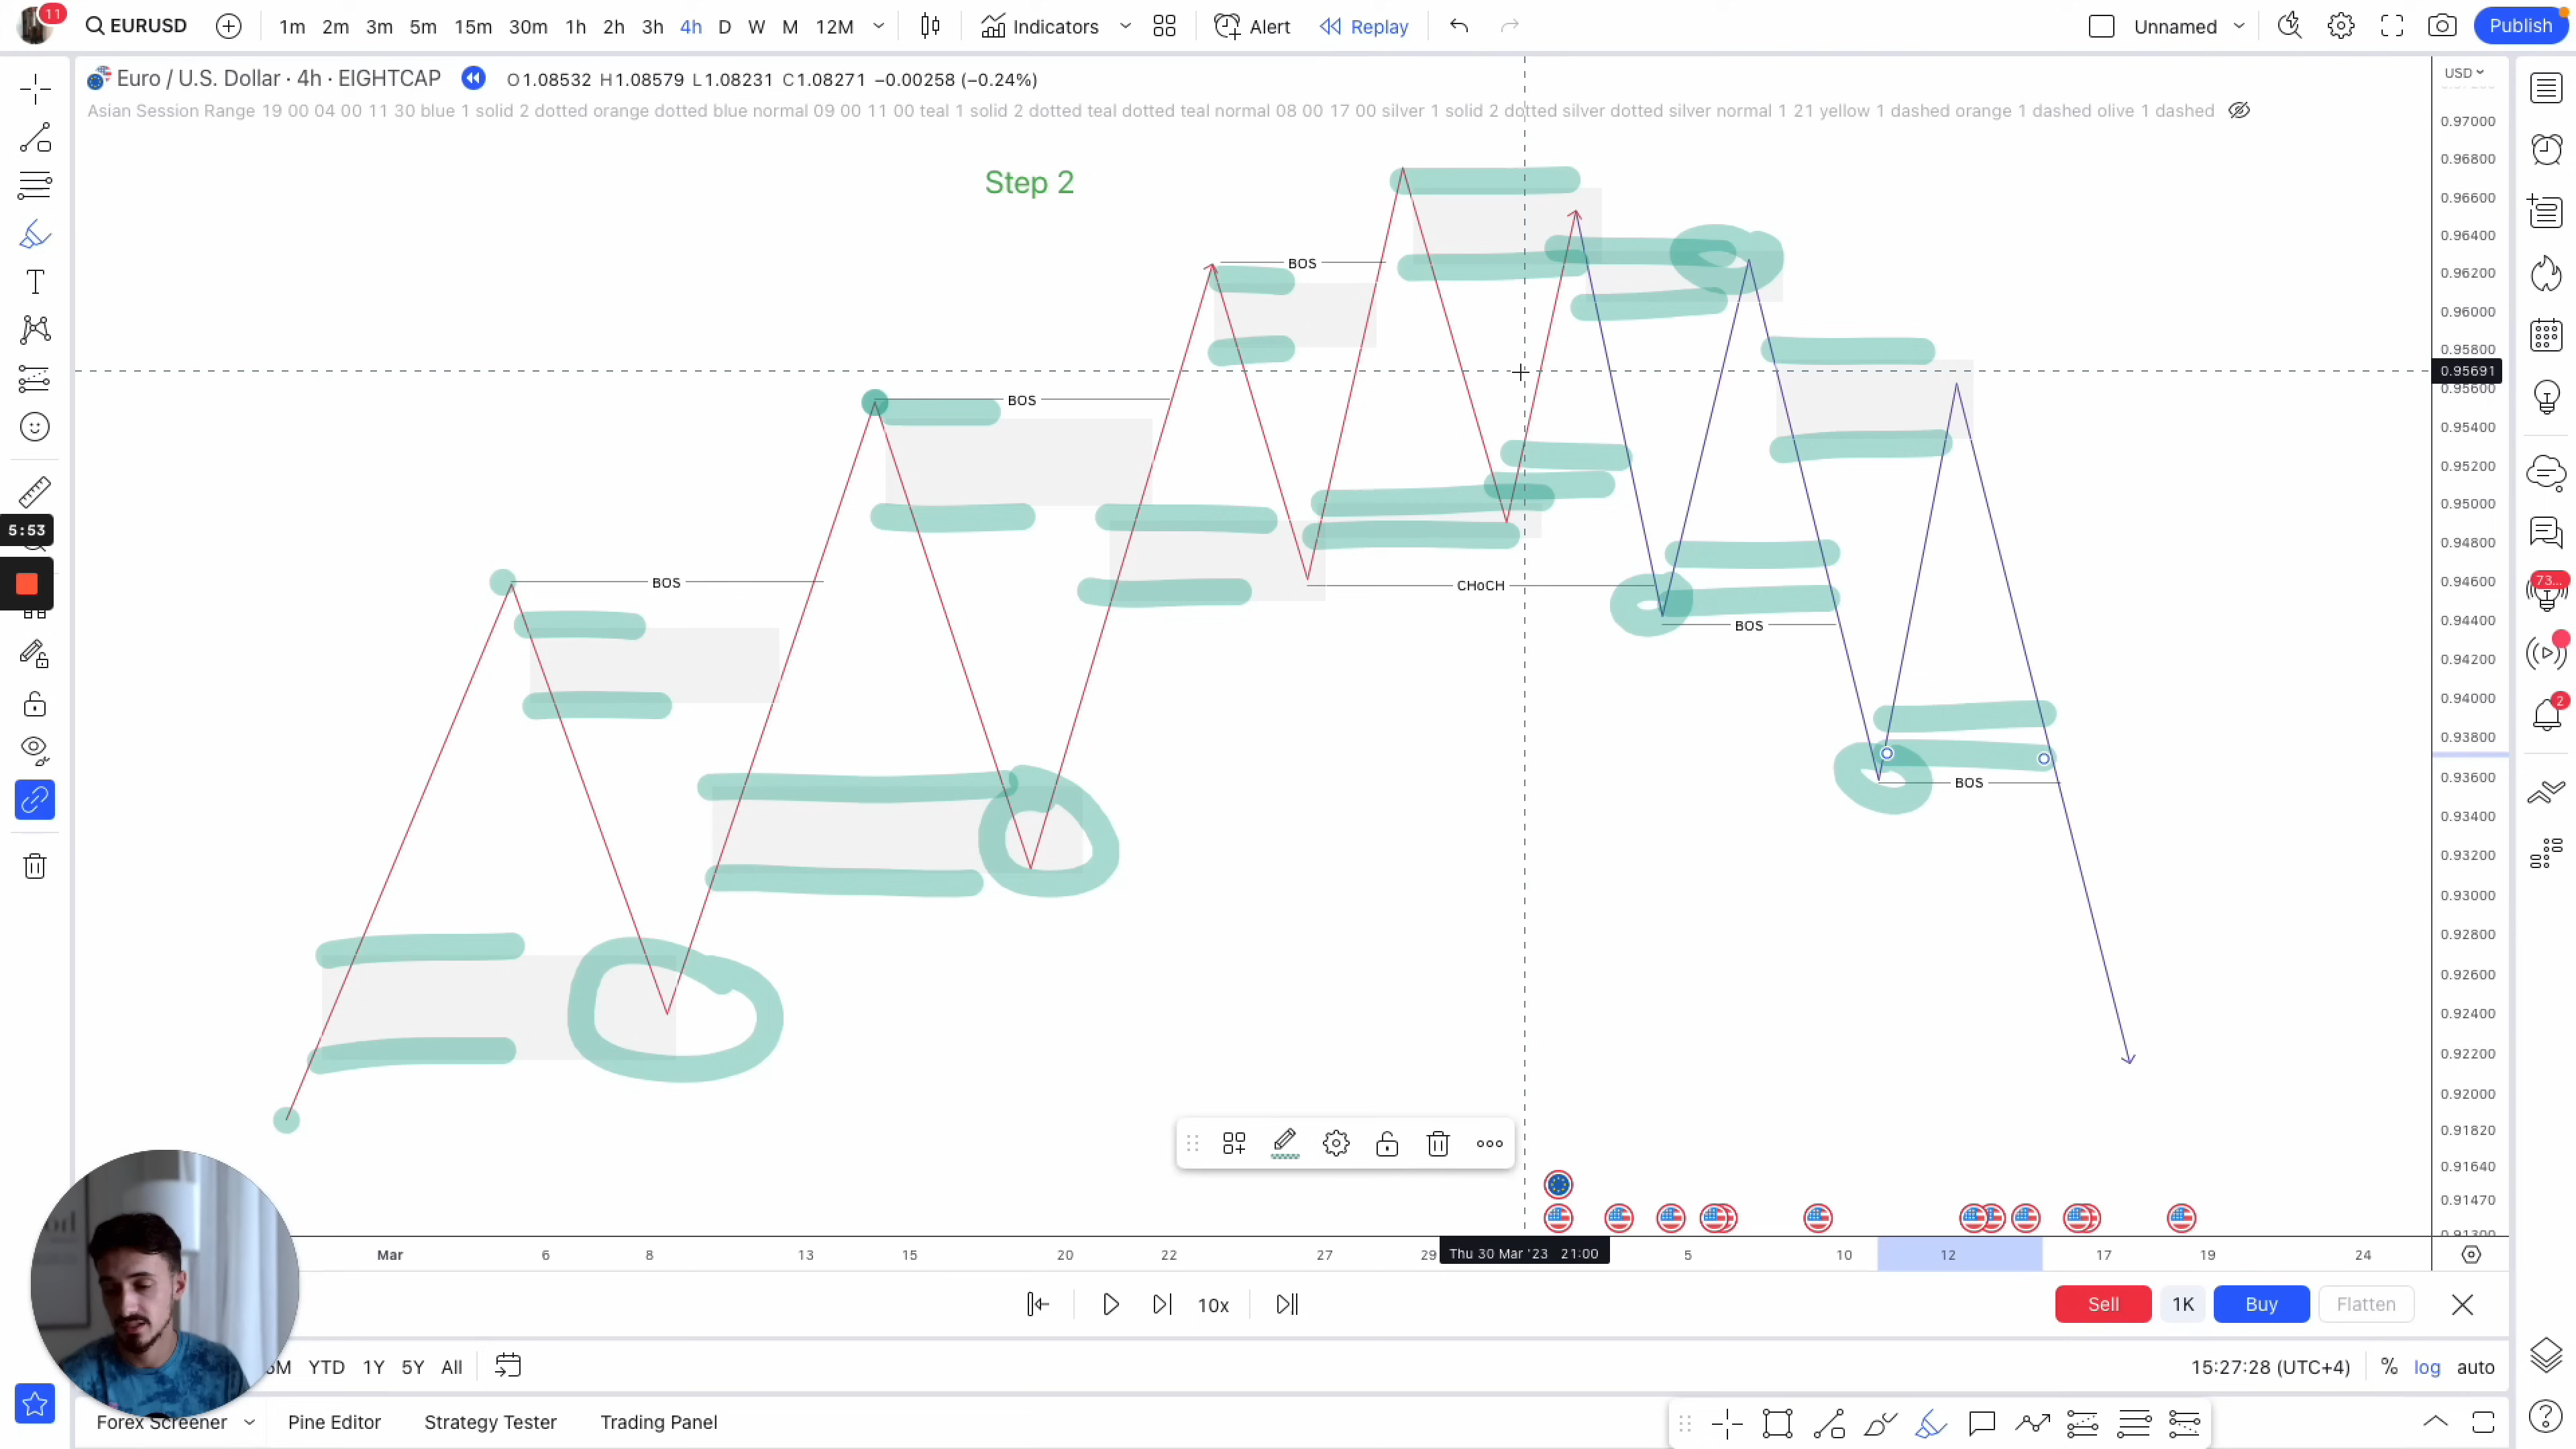 11
EURUSD
1m 2m 3m 5m 15m 30m 1h 2h 3h 4h D W M 12M
Indicators
Alert
Replay
Unnamed
Publish
Euro / U.S. Dollar · 4h · EIGHTCAP
O1.08532 H1.08579 L1.08231 C1.08271 −0.00258 (−0.24%)
USD
Asian Session Range 19 00 04 00 11 30 blue 1 solid 2 dotted orange dotted blue normal 09 00 11 00 teal 1 solid 2 dotted teal dotted teal normal 08 00 17 00 silver 1 solid 2 dotted silver dotted silver normal 1 21 yellow 1 dashed orange 1 dashed olive 1 dashed
Step 2
BOS
BOS
BOS
CHoCH
BOS
BOS
0.97000
0.96800
0.96600
0.96400
0.96200
0.96000
0.95800
0.95691
0.95600
0.95400
0.95200
0.95000
0.94800
0.94600
0.94400
0.94200
0.94000
0.93800
0.93600
0.93400
0.93200
0.93000
0.92800
0.92600
0.92400
0.92200
0.92000
0.91820
0.91640
0.91470
0.91300
5:53
73...
2
Mar 6 8 13 15 20 22 27 29 Thu 30 Mar '23 21:00 5 10 12 17 19 24
10x
Sell 1K Buy Flatten
YTD 1Y 5Y All
15:27:28 (UTC+4) % log auto
Forex Screener Pine Editor Strategy Tester Trading Panel